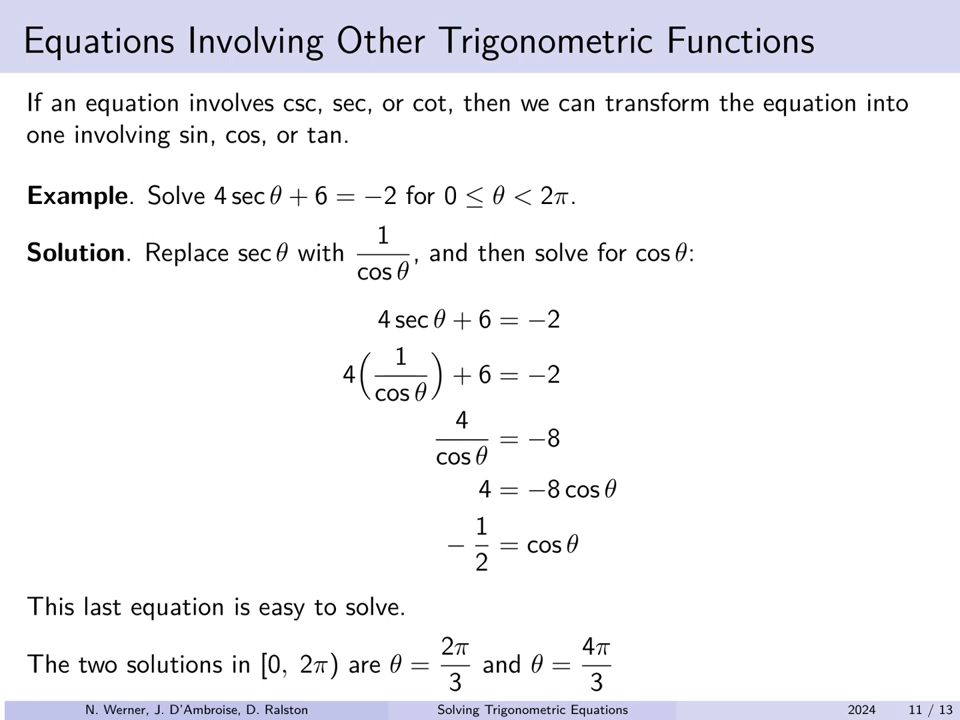 Equations Involving Other Trigonometric Functions
If an equation involves csc, sec, or cot, then we can transform the equation into
one involving sin, cos, or tan.
Example. Solve 4 sec θ + 6 = −2 for 0 ≤ θ < 2π.
Solution. Replace sec θ with 1/cos θ, and then solve for cos θ:
4 sec θ + 6 = −2
4(1/cos θ) + 6 = −2
4/cos θ = −8
4 = −8 cos θ
−1/2 = cos θ
This last equation is easy to solve.
The two solutions in [0, 2π) are θ = 2π/3 and θ = 4π/3
N. Werner, J. D'Ambroise, D. Ralston Solving Trigonometric Equations 2024 11 / 13